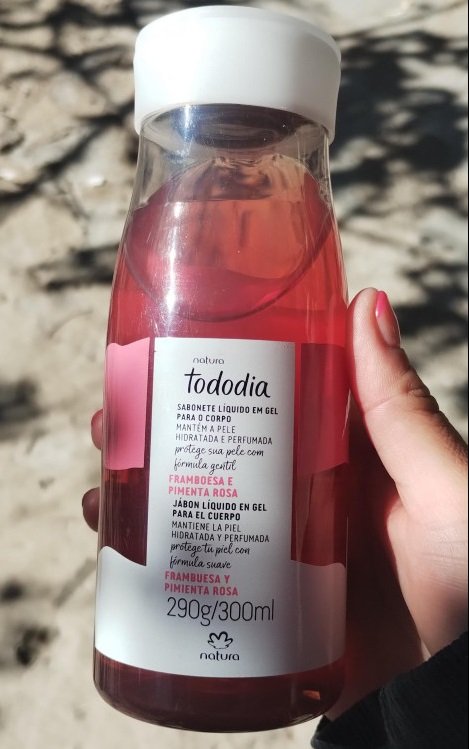 natura
tododia
SABONETE LÍQUIDO EM GEL
PARA O CORPO
MANTÉM A PELE
HIDRATADA E PERFUMADA
protege sua pele com
fórmula gentil
FRAMBOESA E
PIMENTA ROSA
JABÓN LÍQUIDO EN GEL
PARA EL CUERPO
MANTIENE LA PIEL
HIDRATADA Y PERFUMADA
protége tu piel con
fórmula suave
FRAMBUESA Y
PIMIENTA ROSA
290g/300ml
natura